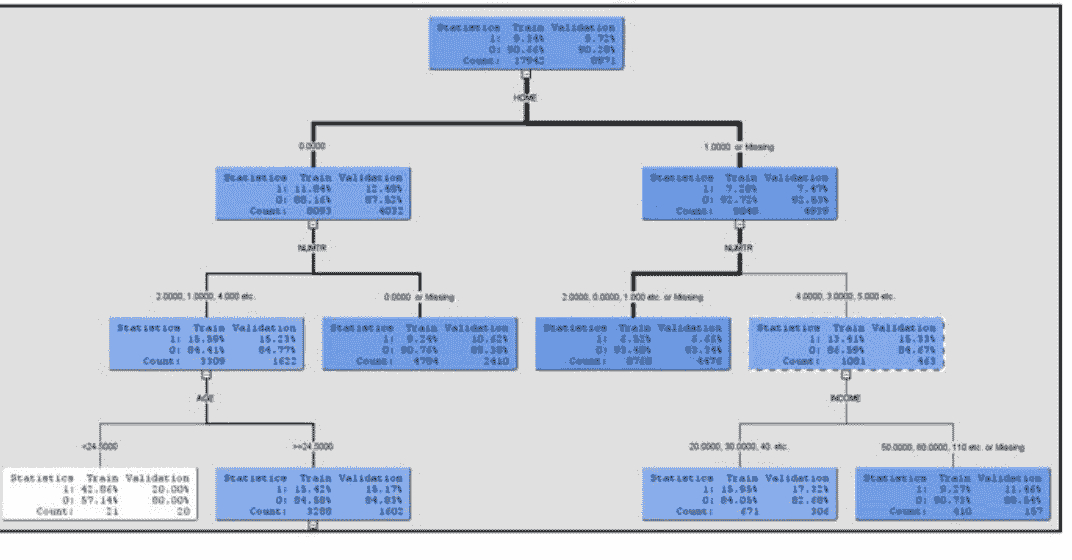 Statistics Train Validation
1: 9.34% 9.72%
0: 90.66% 90.28%
Count: 17942 8971
HOME
0.0000
1.0000 or Missing
Statistics Train Validation
1: 11.84% 12.48%
0: 88.16% 87.52%
Count: 8093 4032
Statistics Train Validation
1: 7.28% 7.47%
0: 92.72% 92.53%
Count: 9849 4939
NUMTR
NUMTR
2.0000, 1.0000, 4.000 etc.
0.0000 or Missing
2.0000, 0.0000, 1.000 etc. or Missing
4.0000, 3.0000, 5.000 etc.
Statistics Train Validation
1: 15.59% 15.23%
0: 84.41% 84.77%
Count: 3309 1622
Statistics Train Validation
1: 9.24% 10.62%
0: 90.76% 89.38%
Count: 4784 2410
Statistics Train Validation
1: 6.52% 6.66%
0: 93.48% 93.34%
Count: 8768 4476
Statistics Train Validation
1: 13.41% 15.33%
0: 86.59% 84.67%
Count: 1081 463
AGE
INCOME
<24.5000
>=24.5000
20.0000, 30.0000, 40. etc.
50.0000, 60.0000, 110 etc. or Missing
Statistics Train Validation
1: 42.86% 20.00%
0: 57.14% 80.00%
Count: 21 20
Statistics Train Validation
1: 15.42% 15.17%
0: 84.58% 84.83%
Count: 3288 1602
Statistics Train Validation
1: 15.95% 17.32%
0: 84.05% 82.68%
Count: 671 306
Statistics Train Validation
1: 9.27% 11.46%
0: 90.73% 88.54%
Count: 410 157